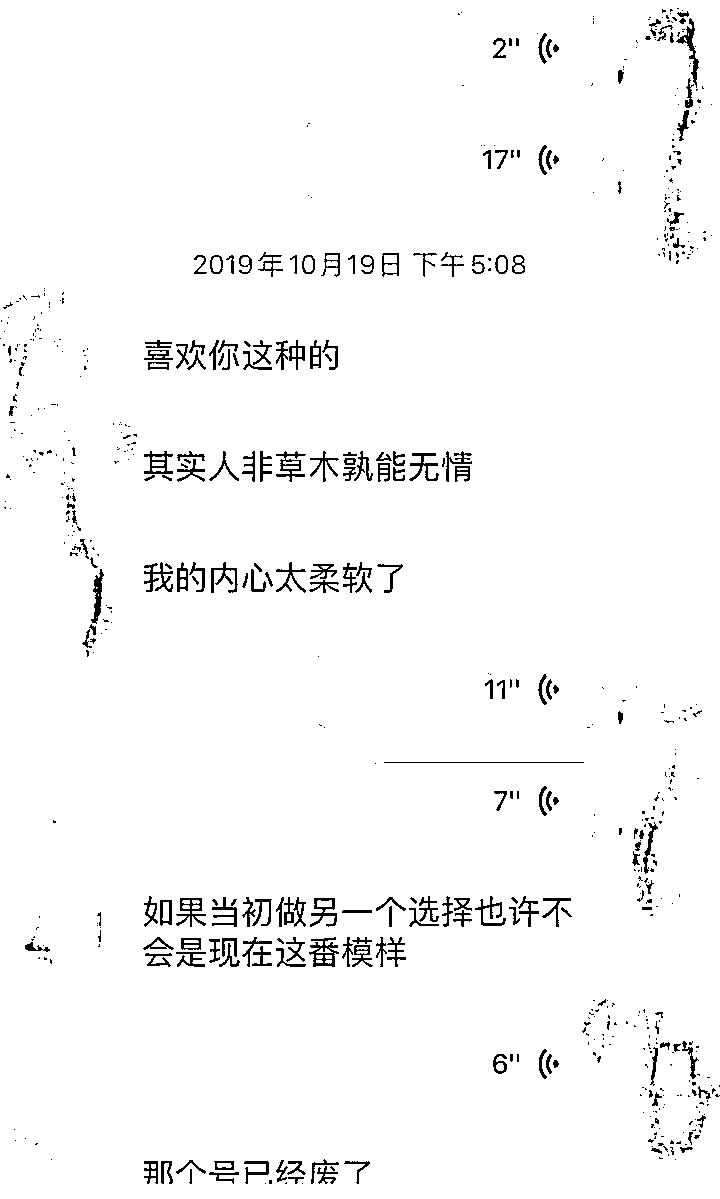 2"
17"
2019年10月19日 下午5:08
喜欢你这种的
其实人非草木孰能无情
我的内心太柔软了
11"
7"
如果当初做另一个选择也许不
会是现在这番模样
6"
那个号已经废了